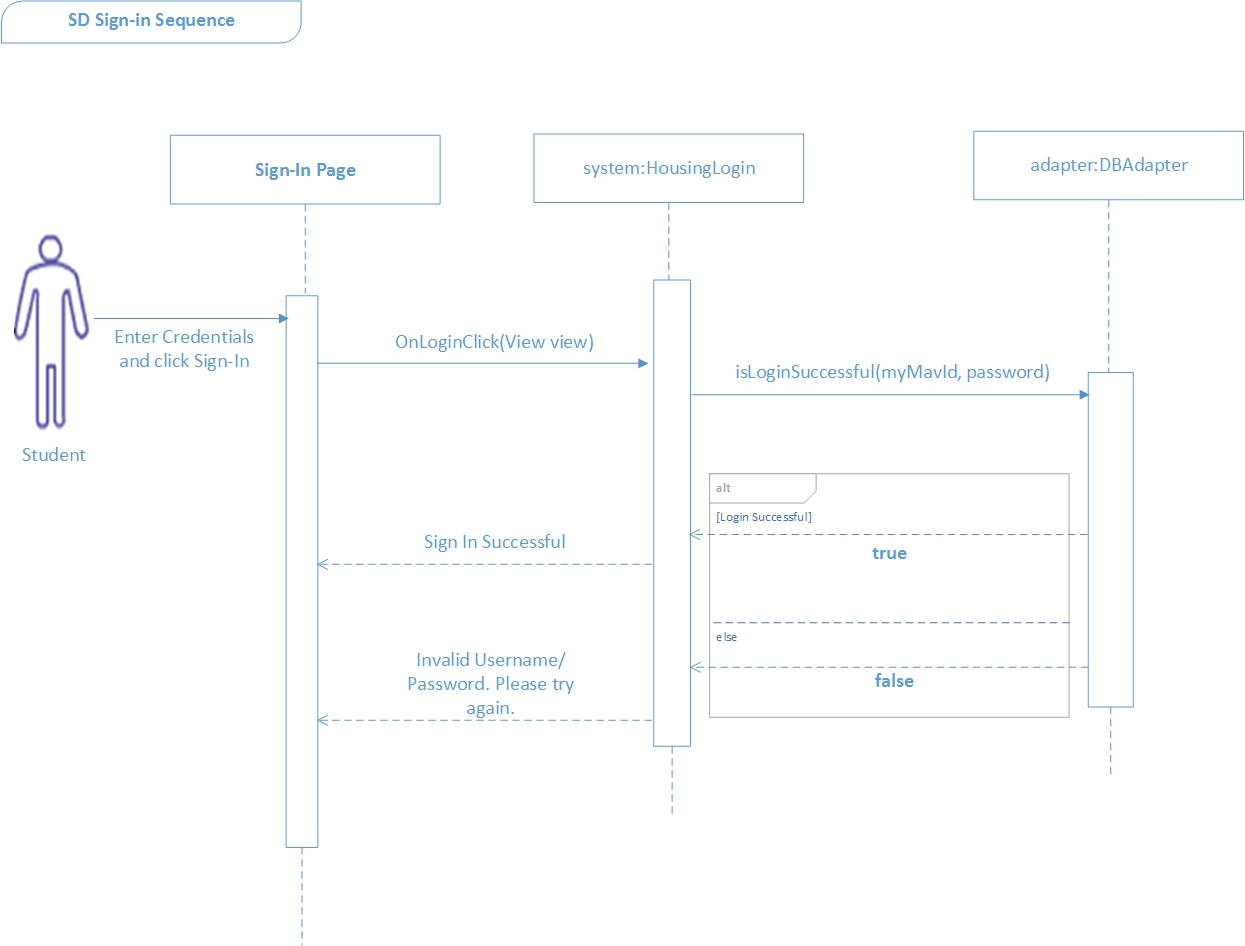 SD Sign-in Sequence
Sign-In Page
system:HousingLogin
adapter:DBAdapter
Enter Credentials
and click Sign-In
Student
OnLoginClick(View view)
isLoginSuccessful(myMavId, password)
alt
[Login Successful]
true
Sign In Successful
else
false
Invalid Username/
Password. Please try
again.